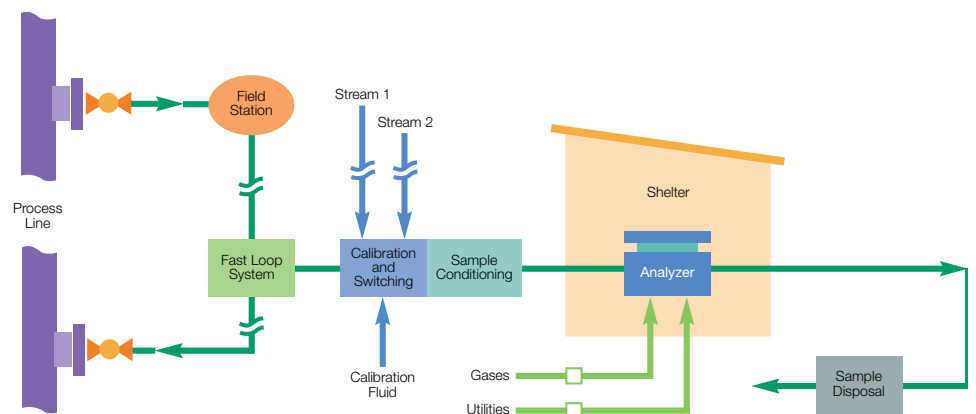 Field
Station
Stream 1
Stream 2
Process
Line
Shelter
Fast Loop
System
Calibration
and
Switching
Sample
Conditioning
Analyzer
Calibration
Fluid
Gases
Utilities
Sample
Disposal